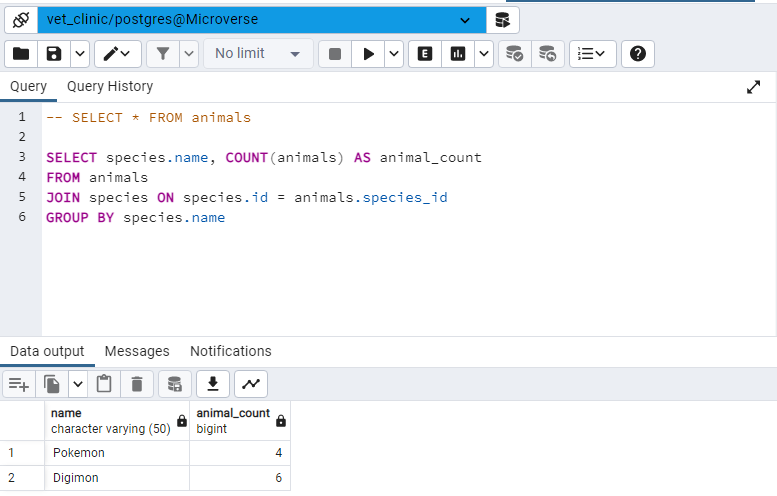 vet_clinic/postgres@Microverse
No limit
E
Query Query History
1 -- SELECT * FROM animals
2
3 SELECT species.name, COUNT(animals) AS animal_count
4 FROM animals
5 JOIN species ON species.id = animals.species_id
6 GROUP BY species.name
Data output Messages Notifications
name animal_count
character varying (50) bigint
1 Pokemon 4
2 Digimon 6